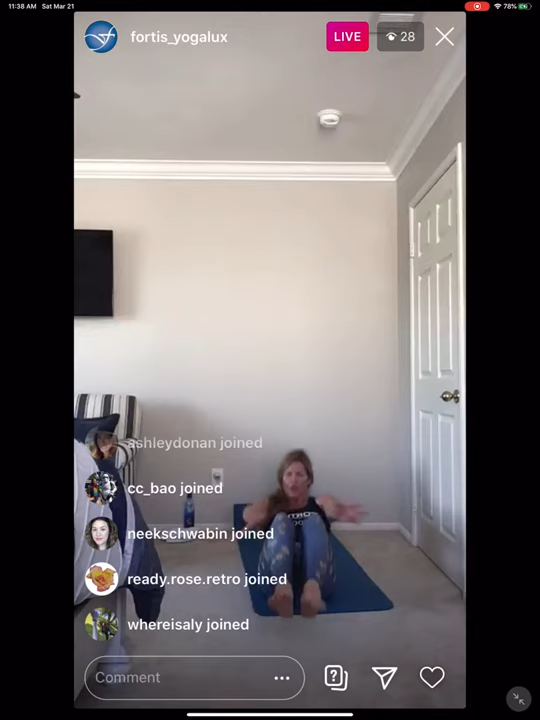 11:38 AM Sat Mar 21
78%
fortis_yogalux
LIVE
28
ashleydonan joined
cc_bao joined
neekschwabin joined
ready.rose.retro joined
whereisaly joined
Comment